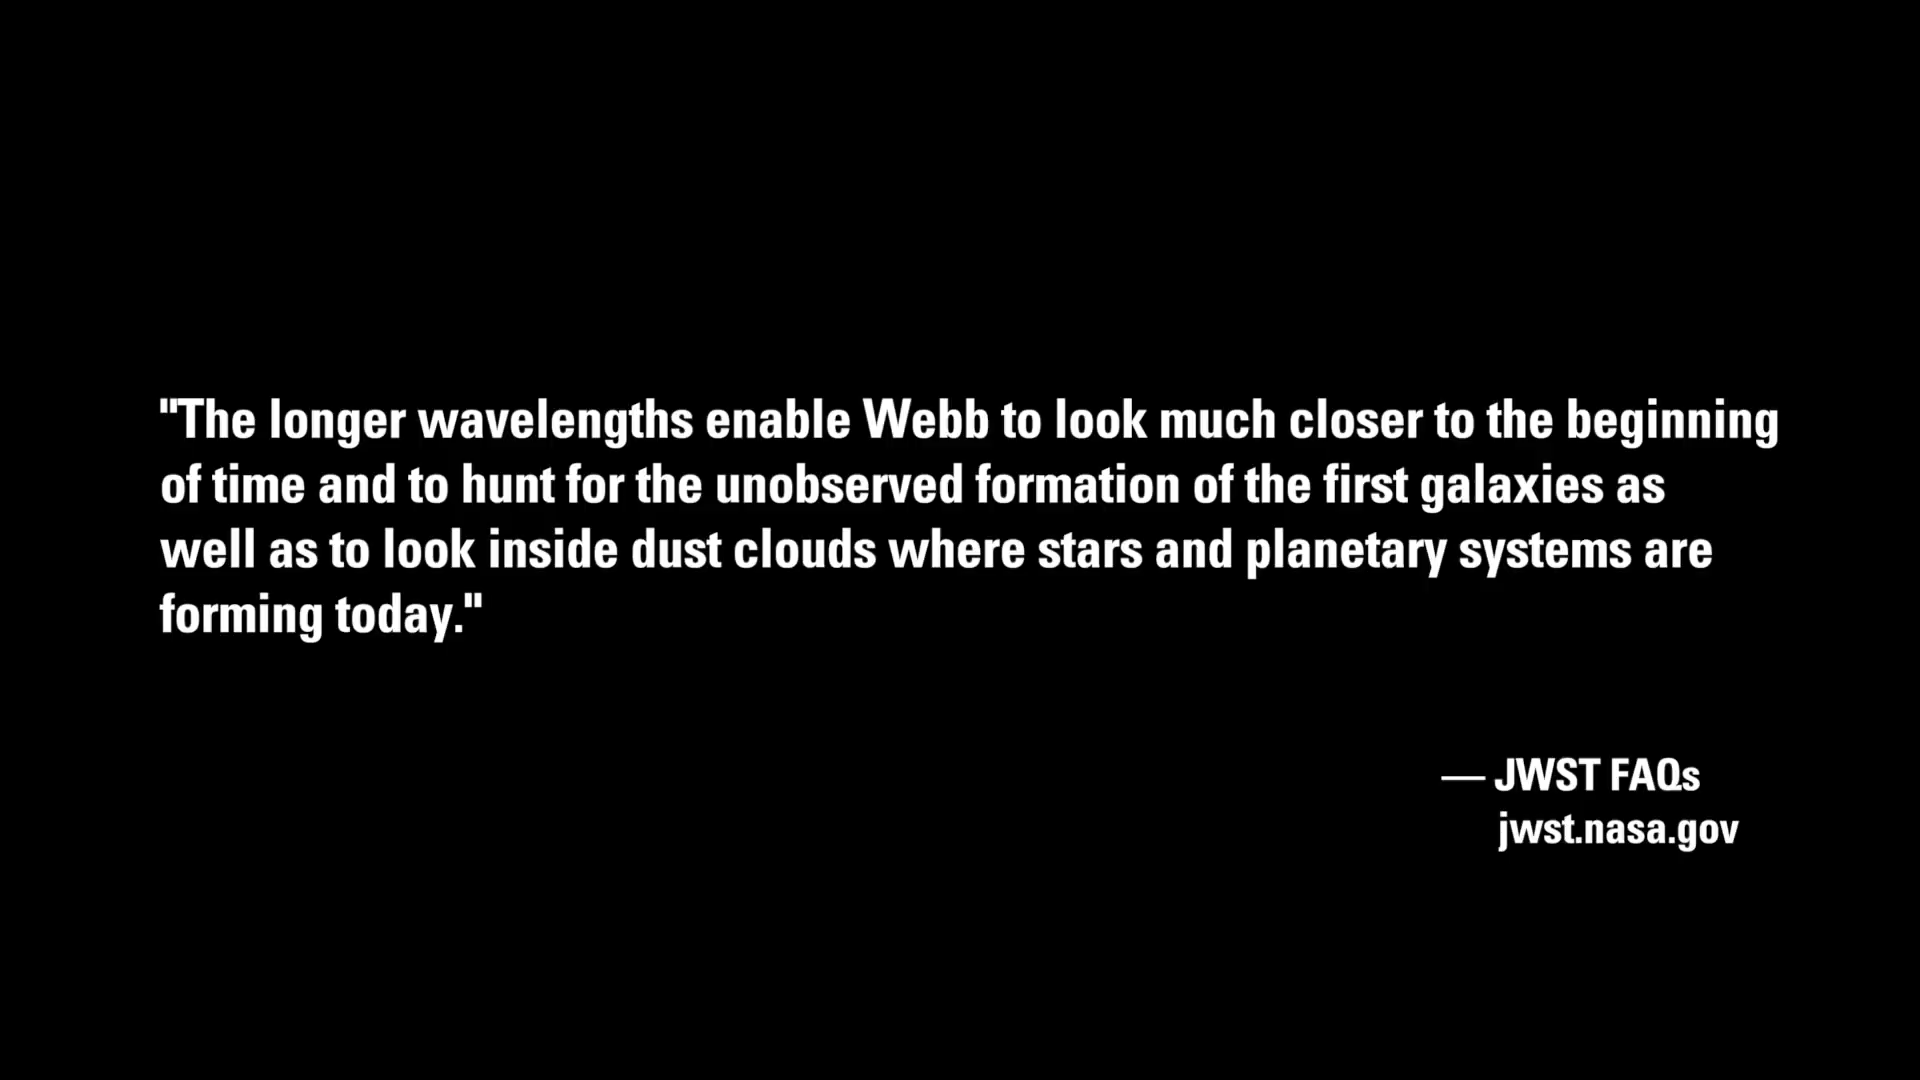 "The longer wavelengths enable Webb to look much closer to the beginning
of time and to hunt for the unobserved formation of the first galaxies as
well as to look inside dust clouds where stars and planetary systems are
forming today."
— JWST FAQs
jwst.nasa.gov